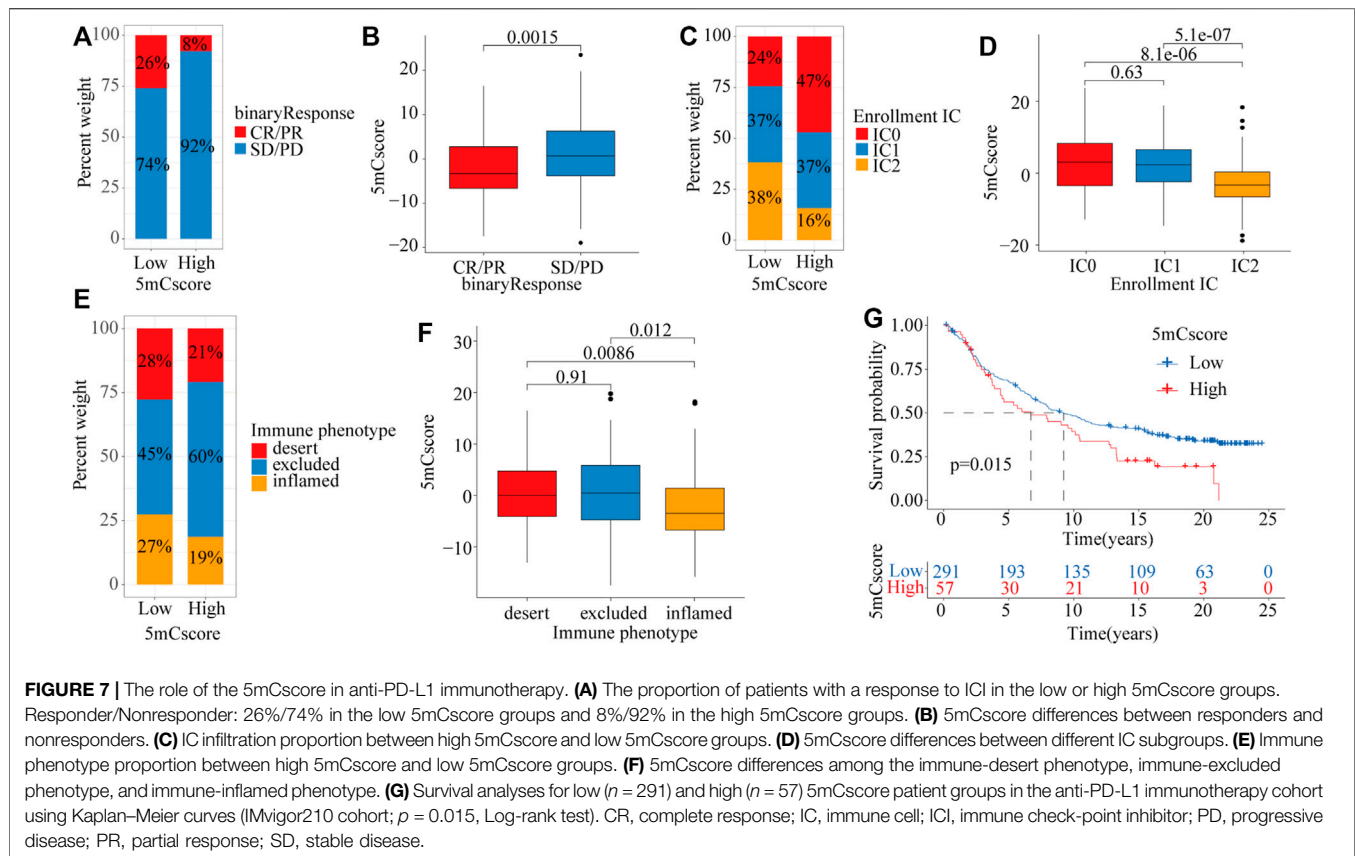 A
100
75
50
25
0
Percent weight
26%
74%
8%
92%
Low High
5mCscore
binaryResponse
CR/PR
SD/PD
B
0.0015
20
10
0
−10
−20
5mCscore
CR/PR SD/PD
binaryResponse
C
100
75
50
25
0
Percent weight
24%
37%
38%
47%
37%
16%
Low High
5mCscore
Enrollment IC
IC0
IC1
IC2
D
5.1e-07
8.1e-06
0.63
20
0
−20
5mCscore
IC0 IC1 IC2
Enrollment IC
E
100
75
50
25
0
Percent weight
28%
45%
27%
21%
60%
19%
Low High
5mCscore
Immune phenotype
desert
excluded
inflamed
F
0.012
0.0086
0.91
30
20
10
0
−10
5mCscore
desert excluded inflamed
Immune phenotype
G
5mCscore
Low
High
1.00
0.75
0.50
0.25
0.00
Survival probability
p=0.015
0 5 10 15 20 25
Time(years)
5mCscore
Low 291 193 135 109 63 0
High 57 30 21 10 3 0
0 5 10 15 20 25
Time(years)
FIGURE 7 | The role of the 5mCscore in anti-PD-L1 immunotherapy. (A) The proportion of patients with a response to ICI in the low or high 5mCscore groups.
Responder/Nonresponder: 26%/74% in the low 5mCscore groups and 8%/92% in the high 5mCscore groups. (B) 5mCscore differences between responders and
nonresponders. (C) IC infiltration proportion between high 5mCscore and low 5mCscore groups. (D) 5mCscore differences between different IC subgroups. (E) Immune
phenotype proportion between high 5mCscore and low 5mCscore groups. (F) 5mCscore differences among the immune-desert phenotype, immune-excluded
phenotype, and immune-inflamed phenotype. (G) Survival analyses for low (n = 291) and high (n = 57) 5mCscore patient groups in the anti-PD-L1 immunotherapy cohort
using Kaplan–Meier curves (IMvigor210 cohort; p = 0.015, Log-rank test). CR, complete response; IC, immune cell; ICI, immune check-point inhibitor; PD, progressive
disease; PR, partial response; SD, stable disease.